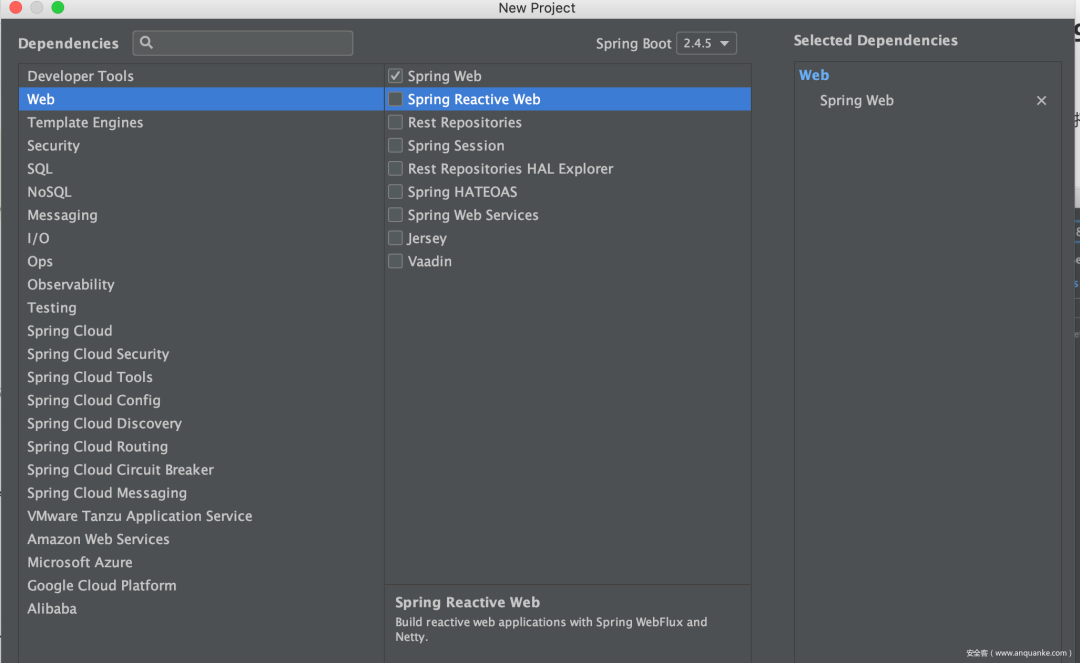 New Project
Dependencies
Spring Boot 2.4.5
Selected Dependencies
Developer Tools
Web
Template Engines
Security
SQL
NoSQL
Messaging
I/O
Ops
Observability
Testing
Spring Cloud
Spring Cloud Security
Spring Cloud Tools
Spring Cloud Config
Spring Cloud Discovery
Spring Cloud Routing
Spring Cloud Circuit Breaker
Spring Cloud Messaging
VMware Tanzu Application Service
Amazon Web Services
Microsoft Azure
Google Cloud Platform
Alibaba
Spring Web
Spring Reactive Web
Rest Repositories
Spring Session
Rest Repositories HAL Explorer
Spring HATEOAS
Spring Web Services
Jersey
Vaadin
Spring Reactive Web
Build reactive web applications with Spring WebFlux and
Netty.
Web
Spring Web
安全客（www.anquanke.com）